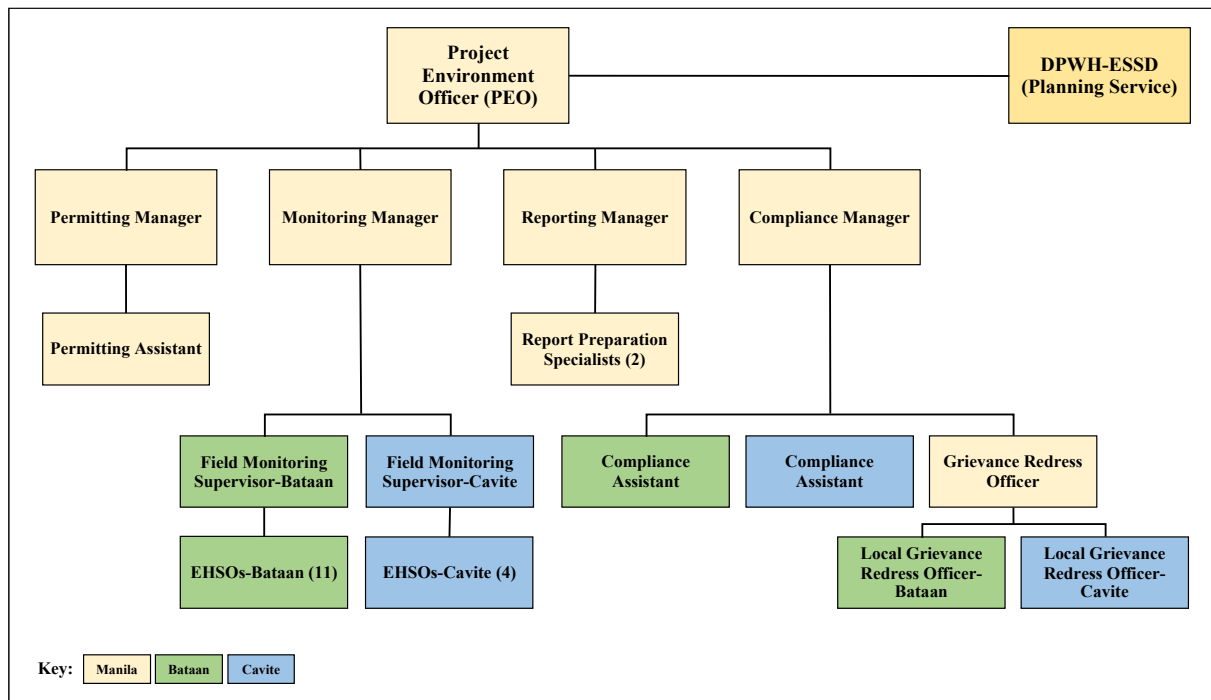 Project
Environment
Officer (PEO)
DPWH-ESSD
(Planning Service)
Permitting Manager
Monitoring Manager
Reporting Manager
Compliance Manager
Permitting Assistant
Report Preparation
Specialists (2)
Field Monitoring
Supervisor-Bataan
Field Monitoring
Supervisor-Cavite
Compliance
Assistant
Compliance
Assistant
Grievance Redress
Officer
EHSOs-Bataan (11)
EHSOs-Cavite (4)
Local Grievance
Redress Officer-
Bataan
Local Grievance
Redress Officer-
Cavite
Key:
Manila
Bataan
Cavite